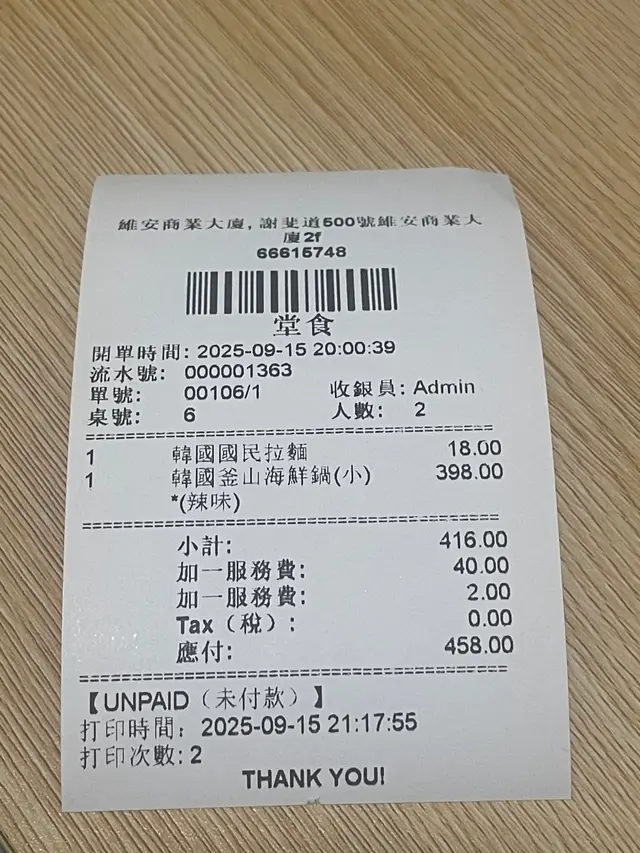 維安商業大廈, 謝斐道500號維安商業大
廈2f
66615748
堂食
開單時間: 2025-09-15 20:00:39
流水號: 000001363
單號: 00106/1 收銀員: Admin
桌號: 6 人數: 2
1 韓國國民拉麵 18.00
1 韓國釜山海鮮鍋(小) 398.00
*(辣味)
小計: 416.00
加一服務費: 40.00
加一服務費: 2.00
Tax（稅）: 0.00
應付: 458.00
【UNPAID（未付款）】
打印時間: 2025-09-15 21:17:55
打印次數: 2
THANK YOU!